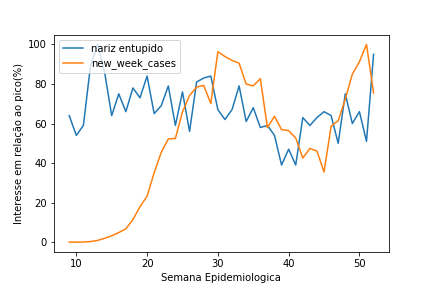 nariz entupido
new_week_cases
Interesse em relação ao pico(%)
100
80
60
40
20
0
10
20
30
40
50
Semana Epidemiologica